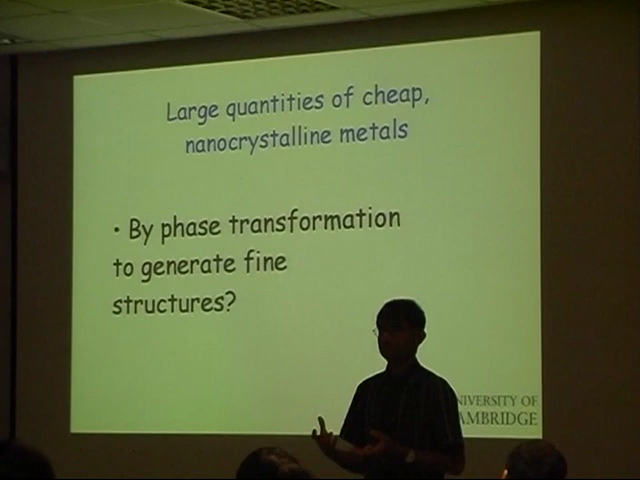 Large quantities of cheap,
nanocrystalline metals
• By phase transformation
to generate fine
structures?
NIVERSITY OF
AMBRIDGE